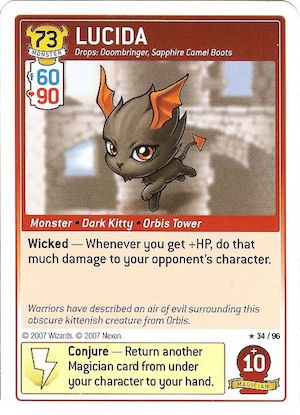 73
MONSTER
LUCIDA
Drops: Doombringer, Sapphire Camel Boots
60
90
Monster • Dark Kitty • Orbis Tower
Wicked — Whenever you get +HP, do that
much damage to your opponent's character.
Warriors have described an air of evil surrounding this
obscure kittenish creature from Orbis.
© 2007 Wizards. © 2007 Nexon.
★ 34 / 96
Conjure — Return another
Magician card from under
your character to your hand.
+
10
MAGICIAN